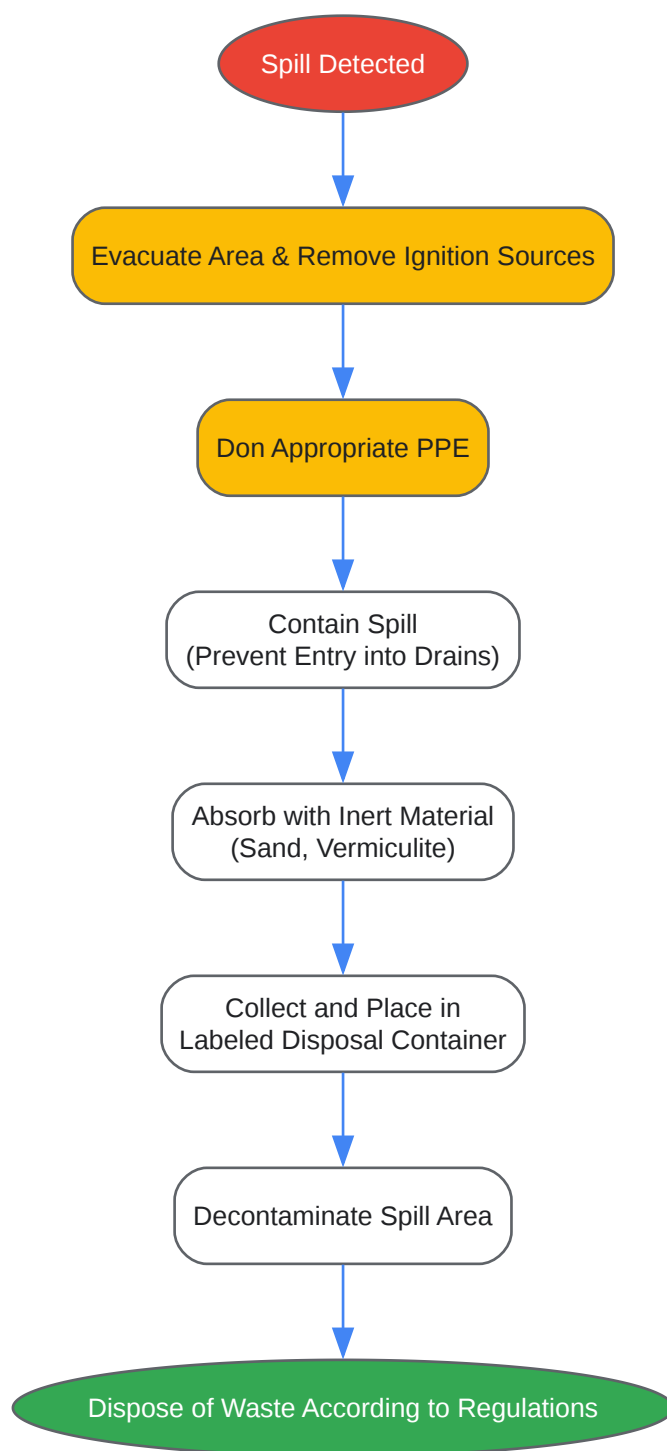 Spill Detected
Evacuate Area & Remove Ignition Sources
Don Appropriate PPE
Contain Spill
(Prevent Entry into Drains)
Absorb with Inert Material
(Sand, Vermiculite)
Collect and Place in
Labeled Disposal Container
Decontaminate Spill Area
Dispose of Waste According to Regulations